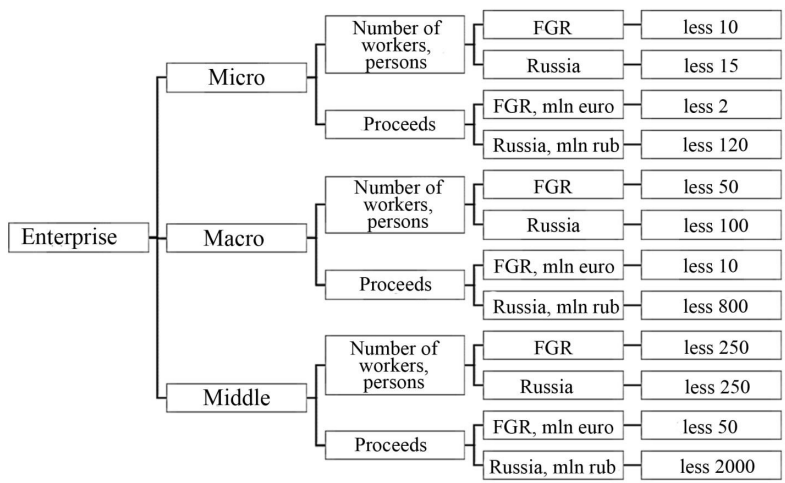 Enterprise
Micro
Number of
workers,
persons
FGR
less 10
Russia
less 15
Proceeds
FGR, mln euro
less 2
Russia, mln rub
less 120
Macro
Number of
workers,
persons
FGR
less 50
Russia
less 100
Proceeds
FGR, mln euro
less 10
Russia, mln rub
less 800
Middle
Number of
workers,
persons
FGR
less 250
Russia
less 250
Proceeds
FGR, mln euro
less 50
Russia, mln rub
less 2000